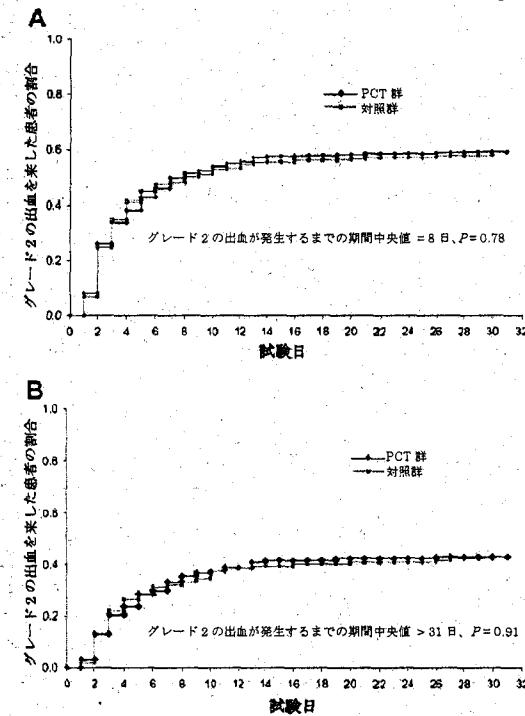 A
グレード2の出血を来した患者の割合
1.0
0.8
0.6
0.4
0.2
0.0
PCT 群
対照群
グレード2の出血が発生するまでの期間中央値 =8 日、P=0.78
0 2 4 6 8 10 12 14 16 18 20 22 24 26 28 30 32
試験日
B
グレード2の出血を来した患者の割合
1.0
0.8
0.6
0.4
0.2
0.0
PCT 群
対照群
グレード2の出血が発生するまでの期間中央値 >31 日、P=0.91
0 2 4 6 8 10 12 14 16 18 20 22 24 26 28 30 32
試験日